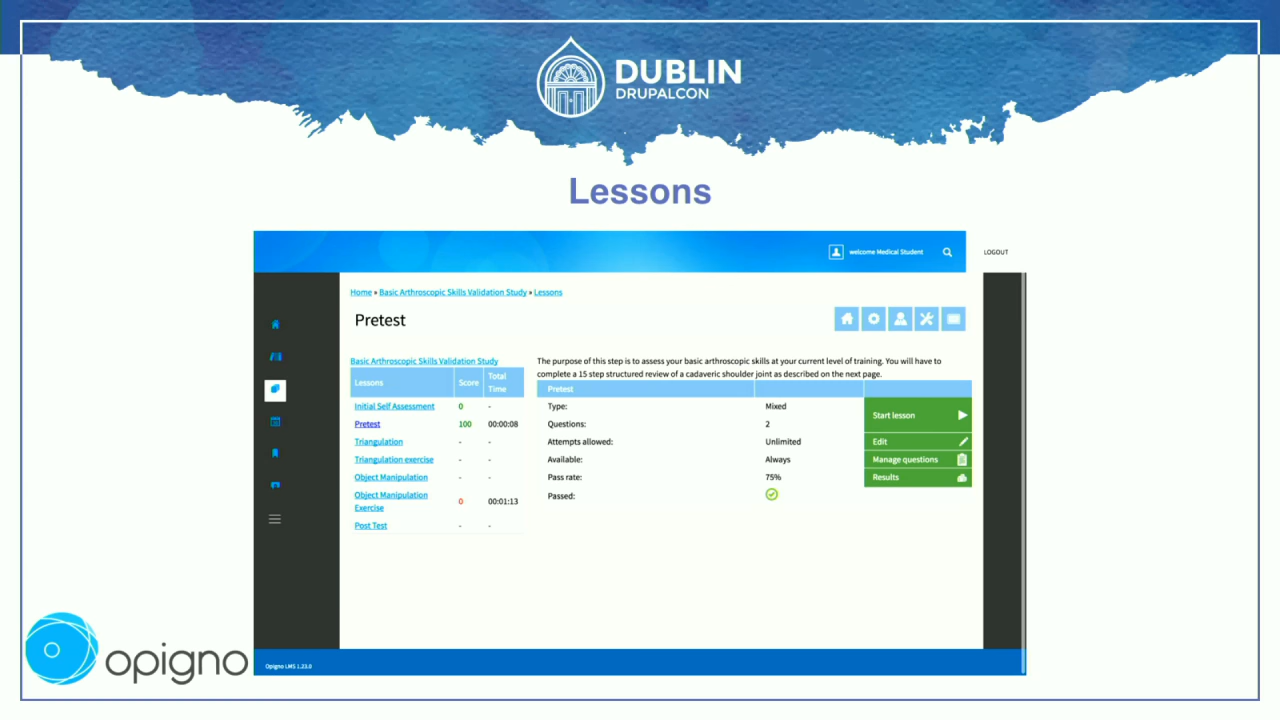 DUBLIN
DRUPALCON
Lessons
welcome Medical Student
LOGOUT
Home » Basic Arthroscopic Skills Validation Study » Lessons
Pretest
Basic Arthroscopic Skills Validation Study
Lessons Score Total Time
Initial Self Assessment 0 -
Pretest 100 00:00:08
Triangulation - -
Triangulation exercise - -
Object Manipulation - -
Object Manipulation Exercise 0 00:01:13
Post Test - -
The purpose of this step is to assess your basic arthroscopic skills at your current level of training. You will have to
complete a 15 step structured review of a cadaveric shoulder joint as described on the next page.
Pretest
Type: Mixed
Questions: 2
Attempts allowed: Unlimited
Available: Always
Pass rate: 75%
Passed:
Start lesson
Edit
Manage questions
Results
opigno
Opigno LMS 1.23.0